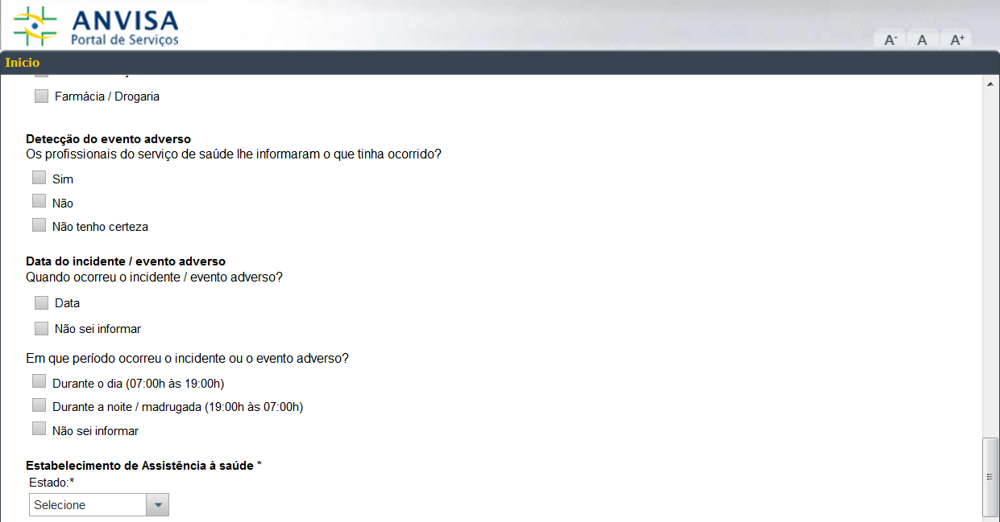 ANVISA
Portal de Serviços
A- A A+
Início
Farmácia / Drogaria
Detecção do evento adverso
Os profissionais do serviço de saúde lhe informaram o que tinha ocorrido?
Sim
Não
Não tenho certeza
Data do incidente / evento adverso
Quando ocorreu o incidente / evento adverso?
Data
Não sei informar
Em que período ocorreu o incidente ou o evento adverso?
Durante o dia (07:00h às 19:00h)
Durante a noite / madrugada (19:00h às 07:00h)
Não sei informar
Estabelecimento de Assistência à saúde *
Estado:*
Selecione